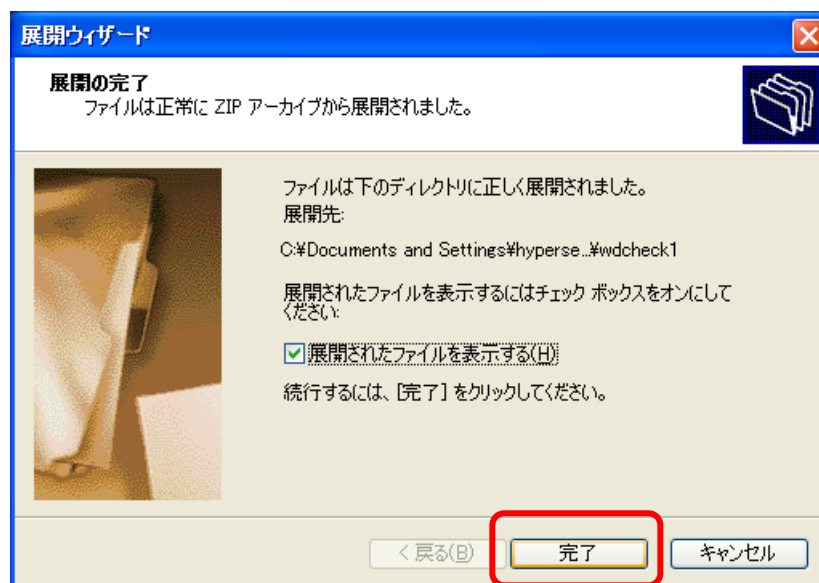 展開ウィザード
展開の完了
ファイルは正常に ZIP アーカイブから展開されました。
ファイルは下のディレクトリに正しく展開されました。
展開先:
C:¥Documents and Settings¥hyperse...¥wdcheck1
展開されたファイルを表示するにはチェック ボックスをオンにして
ください:
展開されたファイルを表示する(H)
続行するには、[完了] をクリックしてください。
< 戻る(B)
完了
キャンセル